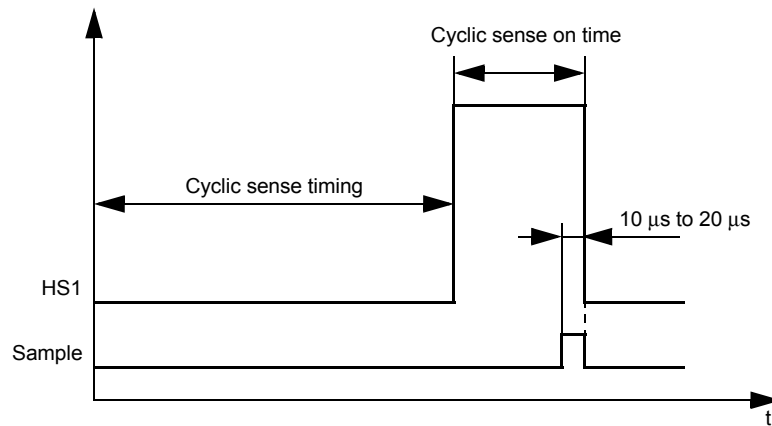 Cyclic sense on time
Cyclic sense timing
10 μs to 20 μs
HS1
Sample
t